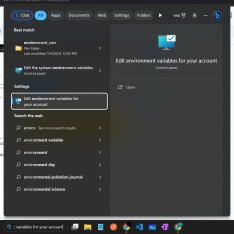 Chat All Apps Documents Web Settings Folders
Best match
environment_ram
File folder
Edit the system environment variables
Control panel
Settings
Edit environment variables for
your account
Search the web
enviro - See more search results
environment variable
environment
environment day
environmental pollution journal
environmental science
Edit environment variables for your account
Control panel
Open
variables for your account